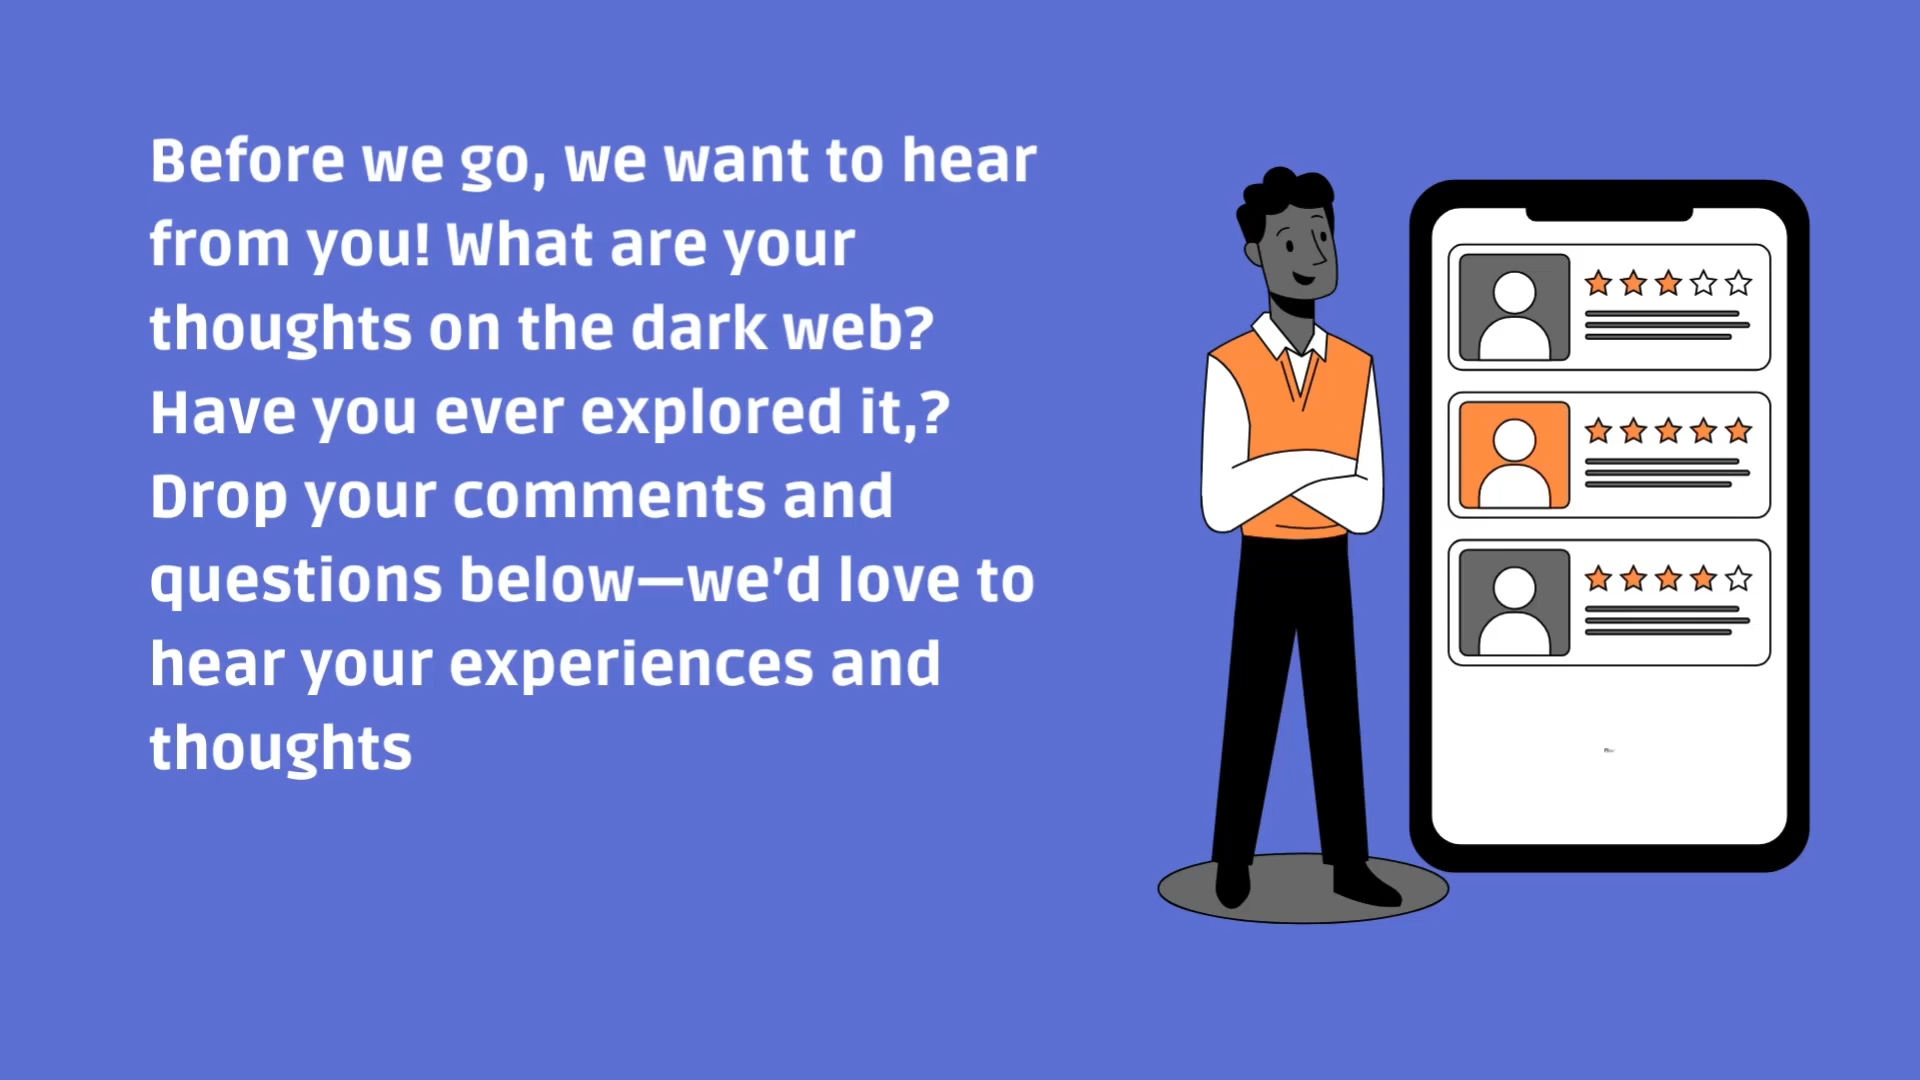 Before we go, we want to hear
from you! What are your
thoughts on the dark web?
Have you ever explored it,?
Drop your comments and
questions below—we’d love to
hear your experiences and
thoughts